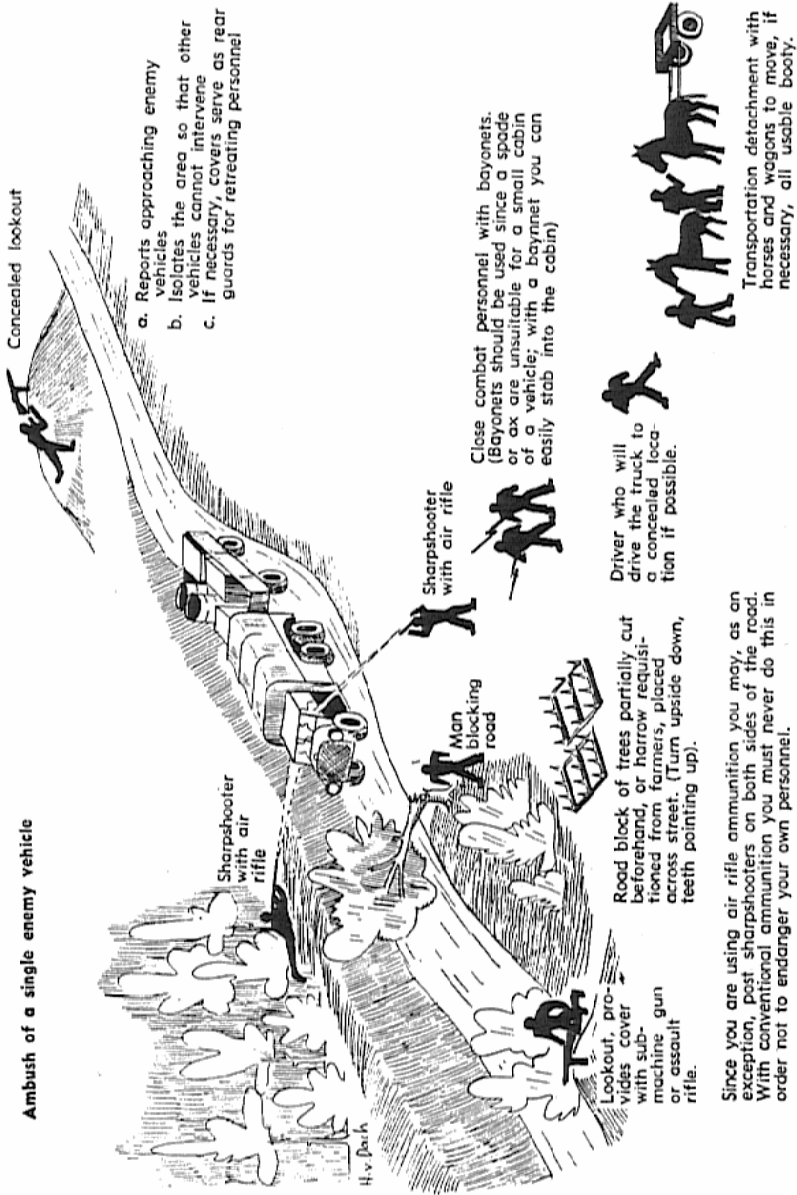 Ambush of a single enemy vehicle
Concealed lookout
a. Reports approaching enemy
vehicles
b. Isolates the area so that other
vehicles cannot intervene
c. If necessary, covers serve as rear
guards for retreating personnel
Sharpshooter
with air
rifle
Sharpshooter
with air rifle
Close combat personnel with bayonets.
(Bayonets should be used since a spade
or ax are unsuitable for a small cabin
of a vehicle; with a baynnet you can
easily stab into the cabin)
Man
blocking
road
H.v.Dach
Lookout, pro-
vides cover
with sub-
machine gun
or assault
rifle.
Road block of trees partially cut
beforehand, or harrow requisi-
tioned from farmers, placed
across street. (Turn upside down,
teeth pointing up).
Driver who will
drive the truck to
a concealed loca-
tion if possible.
Transportation detachment with
horses and wagons to move, if
necessary, all usable booty.
Since you are using air rifle ammunition you may, as an
exception, post sharpshooters on both sides of the road.
With conventional ammunition you must never do this in
order not to endanger your own personnel.